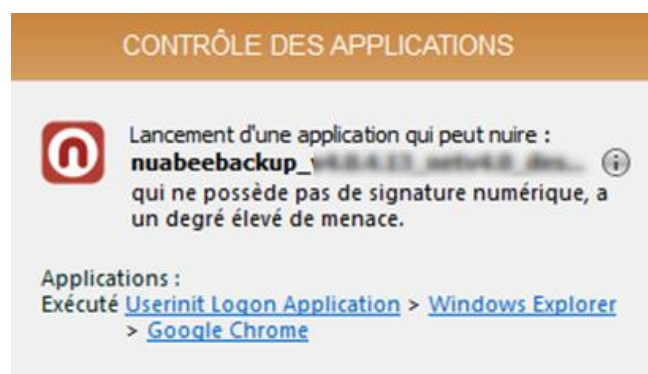 CONTRÔLE DES APPLICATIONS
Lancement d'une application qui peut nuire :
nuabeebackup_
qui ne possède pas de signature numérique, a
un degré élevé de menace.
Applications :
Exécuté Userinit Logon Application > Windows Explorer
> Google Chrome